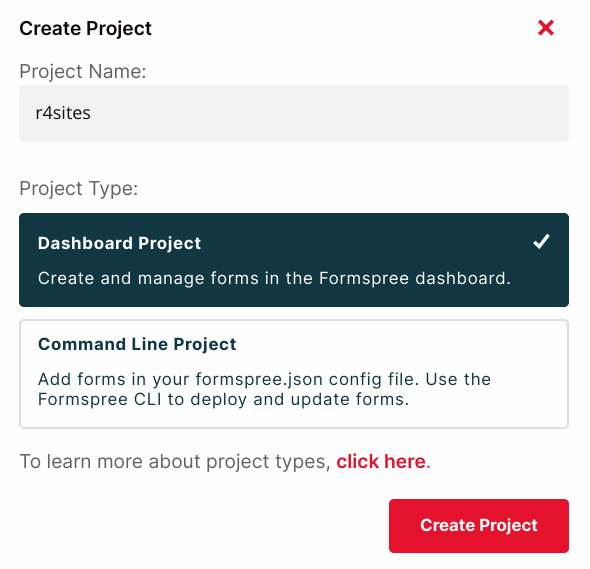 Create Project
Project Name:
r4sites
Project Type:
Dashboard Project
Create and manage forms in the Formspree dashboard.
Command Line Project
Add forms in your formspree.json config file. Use the
Formspree CLI to deploy and update forms.
To learn more about project types, click here.
Create Project